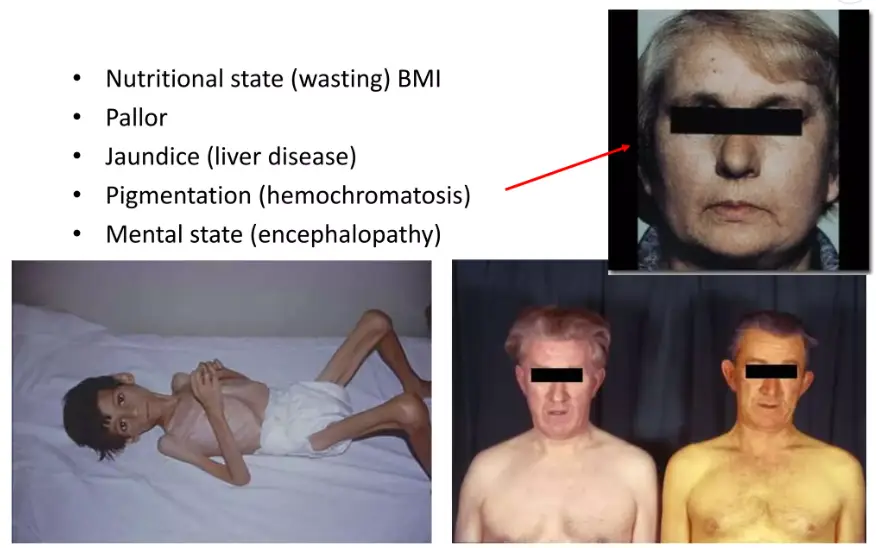 • Nutritional state (wasting) BMI
• Pallor
• Jaundice (liver disease)
• Pigmentation (hemochromatosis)
• Mental state (encephalopathy)